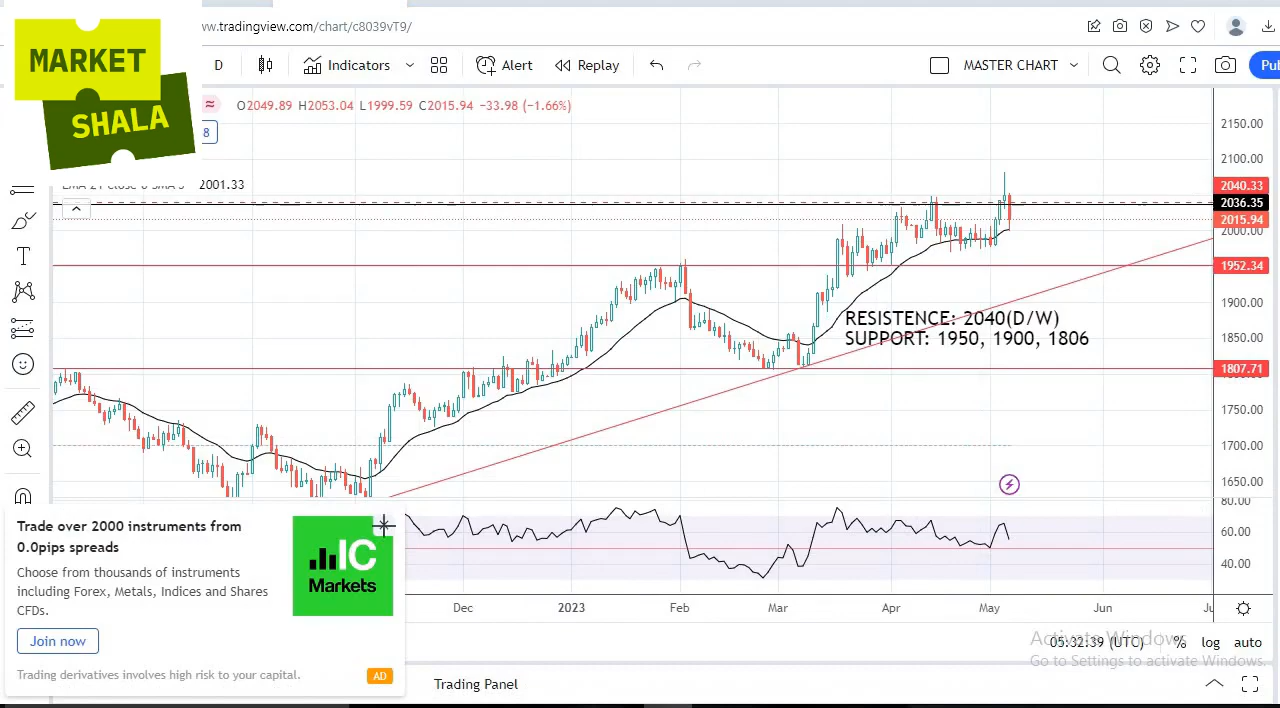 MARKET
SHALA
ww.tradingview.com/chart/c8039vT9/
D
Indicators
Alert
Replay
MASTER CHART
Pul
O2049.89 H2053.04 L1999.59 C2015.94 −33.98 (−1.66%)
8
2001.33
2150.00
2100.00
2040.33
2036.35
2015.94
2000.00
1952.34
1900.00
1850.00
1807.71
1750.00
1700.00
1650.00
RESISTENCE: 2040(D/W)
SUPPORT: 1950, 1900, 1806
80.00
60.00
40.00
Trade over 2000 instruments from
0.0pips spreads
Choose from thousands of instruments
including Forex, Metals, Indices and Shares
CFDs.
IC
Markets
Join now
Trading derivatives involves high risk to your capital.
AD
Dec
2023
Feb
Mar
Apr
May
Jun
Ju
05:32:39 (UTC)
%
log
auto
Activate Windows
Go to Settings to activate Windows.
Trading Panel